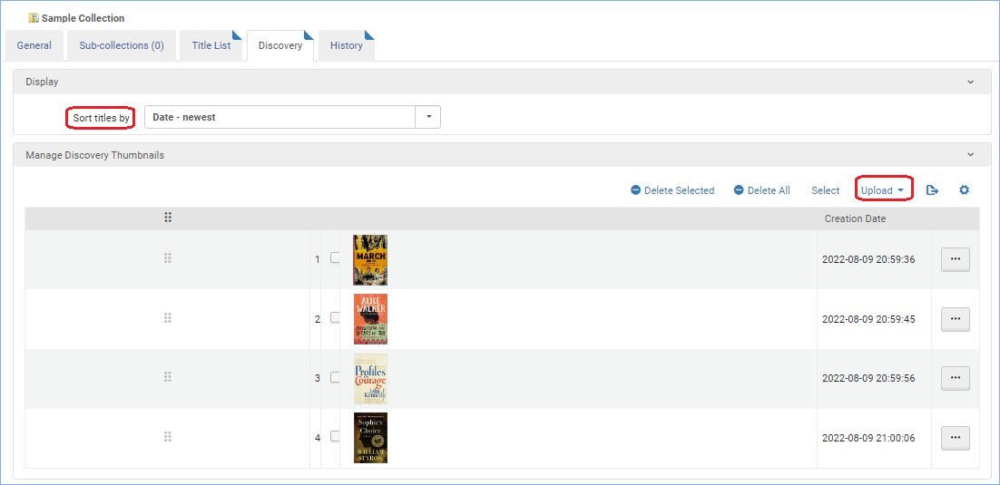 Sample Collection
General Sub-collections (0) Title List Discovery History
Display
Sort titles by Date - newest
Manage Discovery Thumbnails
Delete Selected Delete All Select Upload
Creation Date
1 2022-08-09 20:59:36
MARCH
2 2022-08-09 20:59:45
ALICE
WALKER
POSSESSING THE
SECRET OF JOY
3 2022-08-09 20:59:56
Profiles
in Courage
John F.
Kennedy
4 2022-08-09 21:00:06
Sophie's
Choice
WILLIAM
STYRON